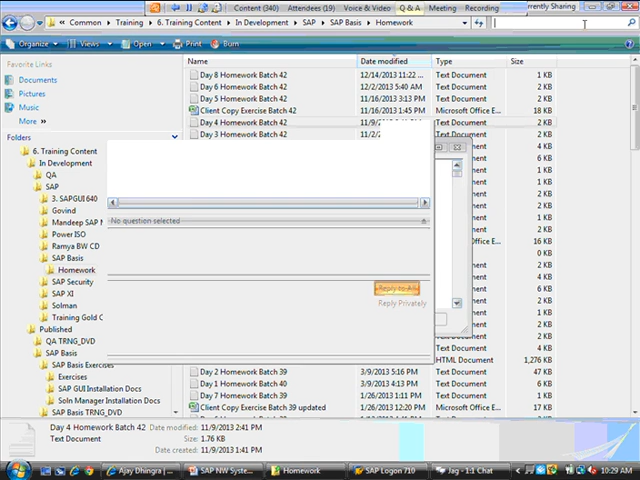 Content (340) Attendees (19) Voice & Video Q & A Meeting Recording rrently Sharing
Common Training 6. Training Content In Development SAP SAP Basis Homework
Organize Views Open Print Burn
Favorite Links
Documents
Pictures
Music
More »
Folders
6. Training Content
In Development
QA
SAP
3. SAPGUI640
Govind
Mandeep SAP N
Power ISO
Ramya BW CD
SAP Basis
Homework
SAP Security
SAP XI
Solman
Training Gold C
Published
QA TRNG_DVD
SAP Basis
SAP Basis Exercises
Exercises
SAP GUI Installation Docs
Soln Manager Installation Docs
SAP Basis TRNG_DVD
Name Date modified Type Size
Day 8 Homework Batch 42 12/14/2013 11:22 ... Text Document 1 KB
Day 6 Homework Batch 42 12/2/2013 5:40 AM Text Document 2 KB
Day 5 Homework Batch 42 11/16/2013 3:13 PM Text Document 2 KB
Client Copy Exercise Batch 42 11/16/2013 1:45 PM Microsoft Office E... 18 KB
Day 4 Homework Batch 42 11/9/ Text Document 2 KB
Day 3 Homework Batch 42 11/2/ Text Document 2 KB
No question selected
Reply to All
Reply Privately
HTML Document 1,276 KB
Day 2 Homework Batch 39 3/9/2013 5:16 PM Text Document 47 KB
Day 1 Homework Batch 40 3/9/2013 4:13 PM Text Document 2 KB
Day 7 Homework Batch 39 1/26/2013 1:11 PM Text Document 2 KB
Client Copy Exercise Batch 39 updated 1/26/2013 12:20 PM Microsoft Office E... 18 KB
Day 4 Homework Batch 42 Date modified: 11/9/2013 2:41 PM
Text Document Size: 1.76 KB
Date created: 11/9/2013 2:41 PM
Start Ajay Dhingra | ... SAP NW Syste... Homework SAP Logon 710 Jag - 1:1 Chat 10:29 AM